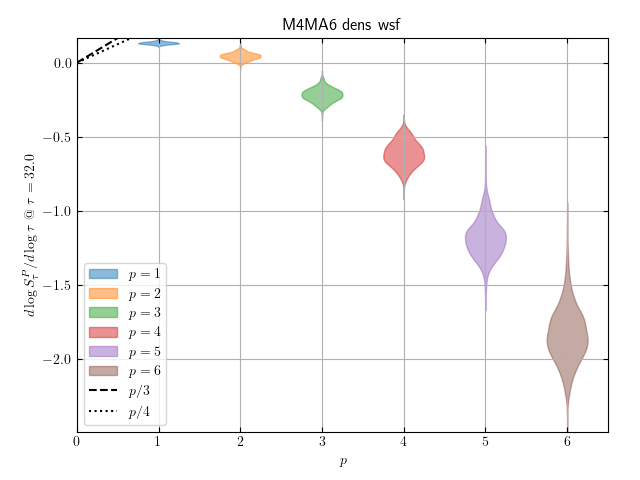 M4MA6 dens wsf
d log S_τ^P / d log τ @ τ = 32.0
0.0
−0.5
−1.0
−1.5
−2.0
p = 1
p = 2
p = 3
p = 4
p = 5
p = 6
p/3
p/4
0 1 2 3 4 5 6
p